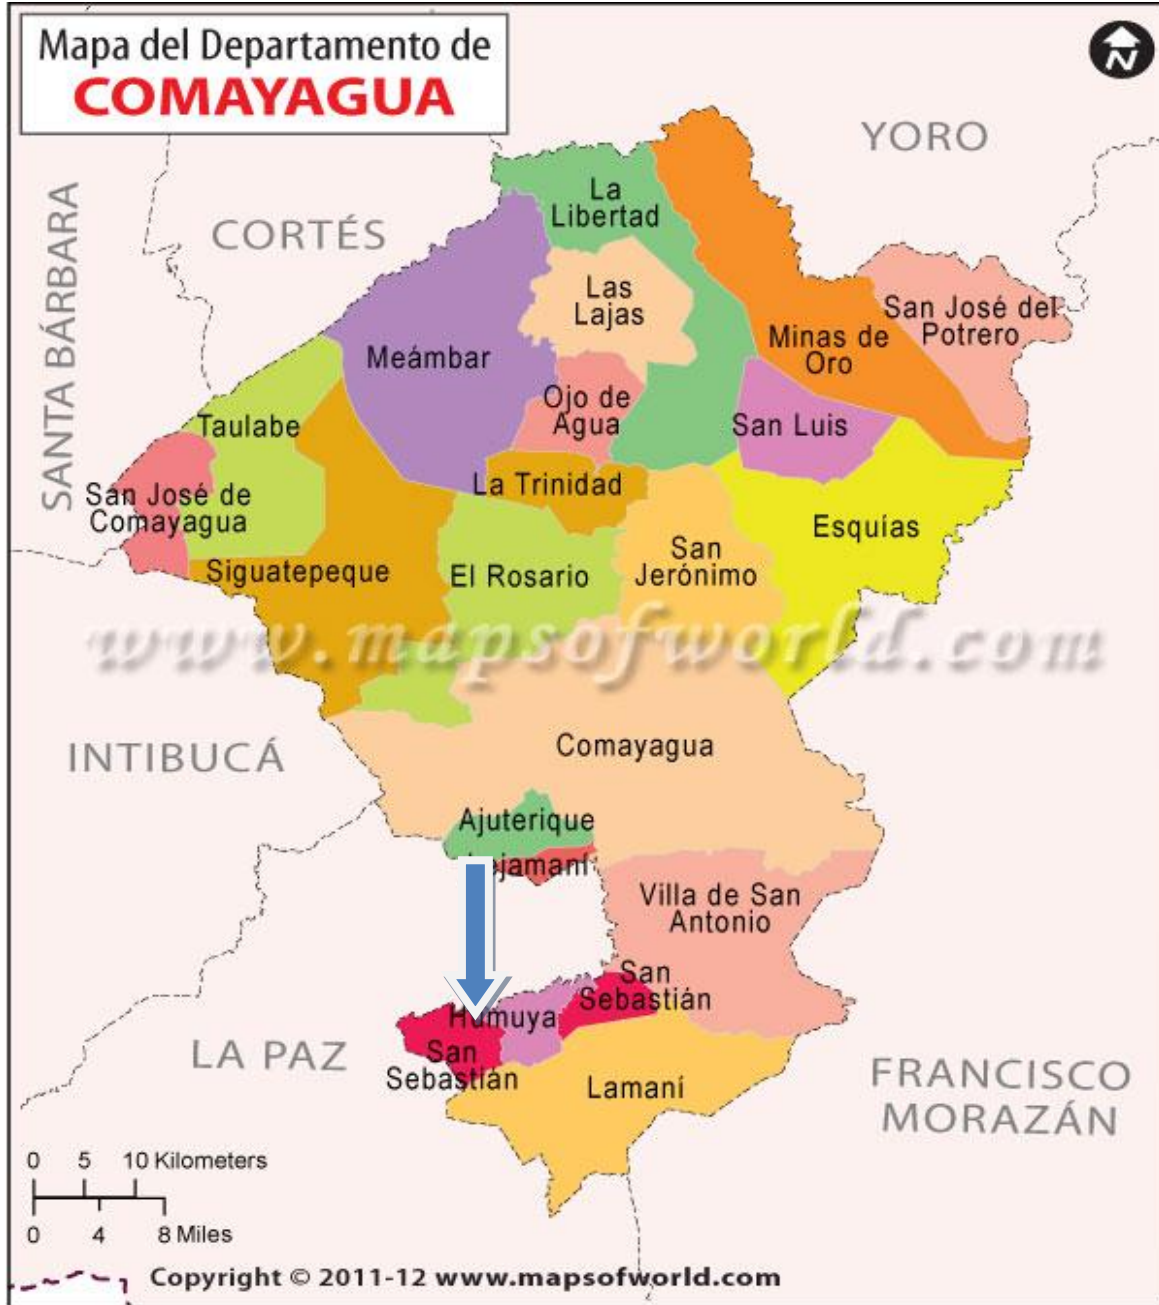 Mapa del Departamento de
COMAYAGUA
N
YORO
CORTÉS
SANTA BÁRBARA
La
Libertad
Las
Lajas
San José del
Potrero
Minas de
Oro
Meámbar
Ojo de
Agua
San Luis
Taulabe
La Trinidad
San José de
Comayagua
Esquías
San
Jerónimo
Siguatepeque
El Rosario
www.mapsofworld.com
INTIBUCÁ
Comayagua
Ajuterique
ejamaní
Villa de San
Antonio
San
Sebastián
Humuya
San
Sebastián
LA PAZ
Lamaní
FRANCISCO
MORAZÁN
0 5 10 Kilometers
0 4 8 Miles
Copyright © 2011-12 www.mapsofworld.com